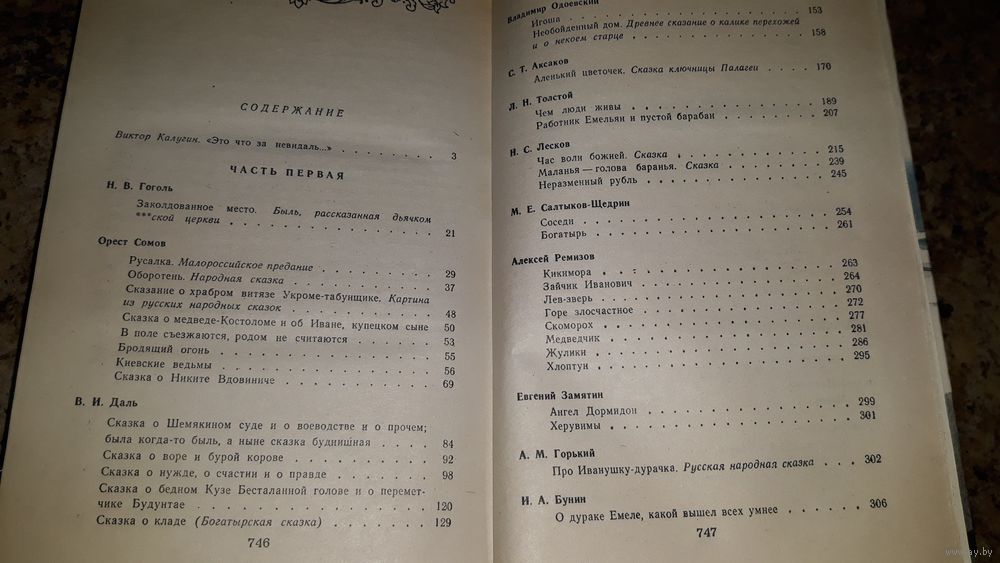 СОДЕРЖАНИЕ
Виктор Калугин. «Это что за невидаль...» . . . . . . . . 3
ЧАСТЬ ПЕРВАЯ
Н. В. Гоголь
Заколдованное место. Быль, рассказанная дьячком
***ской церкви . . . . . . . . . . . . . 21
Орест Сомов
Русалка. Малороссийское предание . . . . . . . 29
Оборотень. Народная сказка . . . . . . . . . 37
Сказание о храбром витязе Укроме-табунщике. Картина
из русских народных сказок . . . . . . . . . 48
Сказка о медведе-Костоломе и об Иване, купецком сыне 50
В поле съезжаются, родом не считаются . . . . . 53
Бродящий огонь . . . . . . . . . . . . . 55
Киевские ведьмы . . . . . . . . . . . . . 56
Сказка о Никите Вдовиниче . . . . . . . . . 69
В. И. Даль
Сказка о Шемякином суде и о воеводстве и о прочем;
была когда-то быль, а ныне сказка будничная . . . . 84
Сказка о воре и бурой корове . . . . . . . . . 92
Сказка о нужде, о счастии и о правде . . . . . . . 98
Сказка о бедном Кузе Бесталанной голове и о перемет-
чике Будунтае . . . . . . . . . . . . . 120
Сказка о кладе (Богатырская сказка) . . . . . . . 129
746
Владимир Одоевский
Игоша . . . . . . . . . . . . . . . 153
Необойденный дом. Древнее сказание о калике перехожей
и о некоем старце . . . . . . . . . . . . 158
С. Т. Аксаков
Аленький цветочек. Сказка ключницы Палагеи . . . . 170
Л. Н. Толстой
Чем люди живы . . . . . . . . . . . . . 189
Работник Емельян и пустой барабан . . . . . . . 207
Н. С. Лесков
Час воли божией. Сказка . . . . . . . . . . 215
Маланья — голова баранья. Сказка . . . . . . . 239
Неразменный рубль . . . . . . . . . . . . 245
М. Е. Салтыков-Щедрин
Соседи . . . . . . . . . . . . . . . 254
Богатырь . . . . . . . . . . . . . . 261
Алексей Ремизов
Кикимора . . . . . . . . . . . . . . 263
Зайчик Иванович . . . . . . . . . . . . 264
Лев-зверь . . . . . . . . . . . . . . 270
Горе злосчастное . . . . . . . . . . . . 272
Скоморох . . . . . . . . . . . . . . 277
Медведчик . . . . . . . . . . . . . . 281
Жулики . . . . . . . . . . . . . . . 286
Хлоптун . . . . . . . . . . . . . . . 295
Евгений Замятин
Ангел Дормидон . . . . . . . . . . . . 299
Херувимы . . . . . . . . . . . . . . 301
А. М. Горький
Про Иванушку-дурачка. Русская народная сказка . . . 302
И. А. Бунин
О дураке Емеле, какой вышел всех умнее . . . . . 306
747
www.ay.by